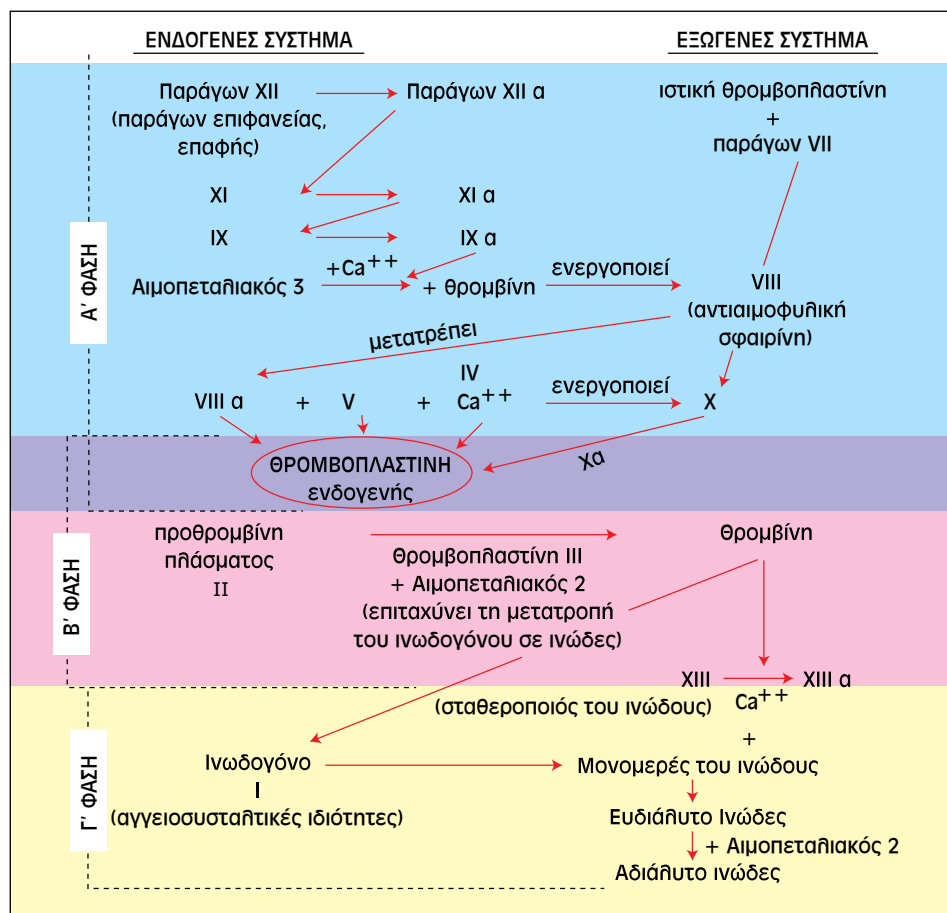 ΕΝΔΟΓΕΝΕΣ ΣΥΣΤΗΜΑ
ΕΞΩΓΕΝΕΣ ΣΥΣΤΗΜΑ
Α' ΦΑΣΗ
Παράγων XII
(παράγων επιφανείας,
επαφής)
Παράγων XII α
ιστική θρομβοπλαστίνη
+
παράγων VII
XI
XI α
IX
IX α
Αιμοπεταλιακός 3
+Ca++
+ θρομβίνη
ενεργοποιεί
VIII
(αντιαιμοφυλική
σφαιρίνη)
μετατρέπει
VIII α
+
V
+
IV
Ca++
ενεργοποιεί
X
Χα
ΘΡΟΜΒΟΠΛΑΣΤΙΝΗ
ενδογενής
Β' ΦΑΣΗ
προθρομβίνη
πλάσματος
II
Θρομβοπλαστίνη III
+ Αιμοπεταλιακός 2
(επιταχύνει τη μετατροπή
του ινωδογόνου σε ινώδες)
Θρομβίνη
XIII
XIII α
Ca++
(σταθεροποιός του ινώδους)
+
Γ' ΦΑΣΗ
Ινωδογόνο
I
(αγγειοσυσταλτικές ιδιότητες)
Μονομερές του ινώδους
Ευδιάλυτο Ινώδες
+ Αιμοπεταλιακός 2
Αδιάλυτο ινώδες